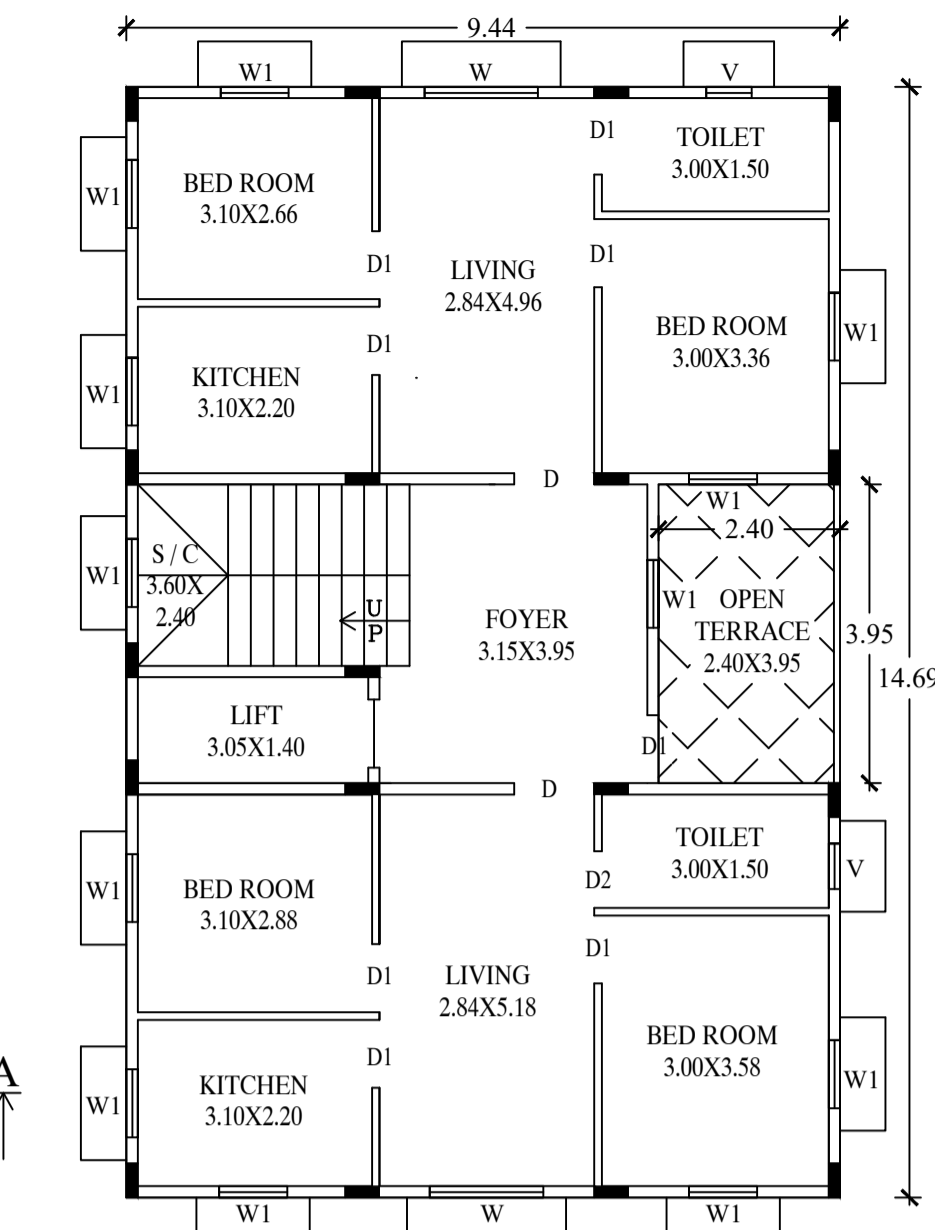 9.44
W1
W
V
W1
BED ROOM
3.10X2.66
D1
TOILET
3.00X1.50
D1
LIVING
2.84X4.96
D1
BED ROOM
3.00X3.36
W1
W1
KITCHEN
3.10X2.20
D1
D
W1
2.40
W1
S / C
3.60X
2.40
U
P
FOYER
3.15X3.95
W1
OPEN
TERRACE
2.40X3.95
3.95
14.69
LIFT
3.05X1.40
D1
D
W1
BED ROOM
3.10X2.88
TOILET
3.00X1.50
V
D2
D1
D1
LIVING
2.84X5.18
BED ROOM
3.00X3.58
W1
A
W1
KITCHEN
3.10X2.20
D1
W1
W
W1